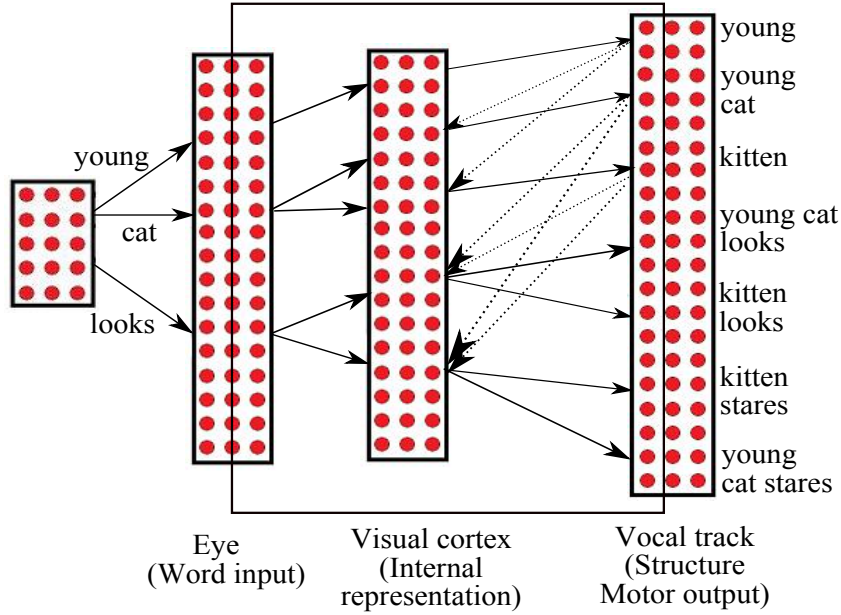 young
cat
looks
young
young
cat
kitten
young cat
looks
kitten
looks
kitten
stares
young
cat stares
Eye
(Word input)
Visual cortex
(Internal
representation)
Vocal track
(Structure
Motor output)